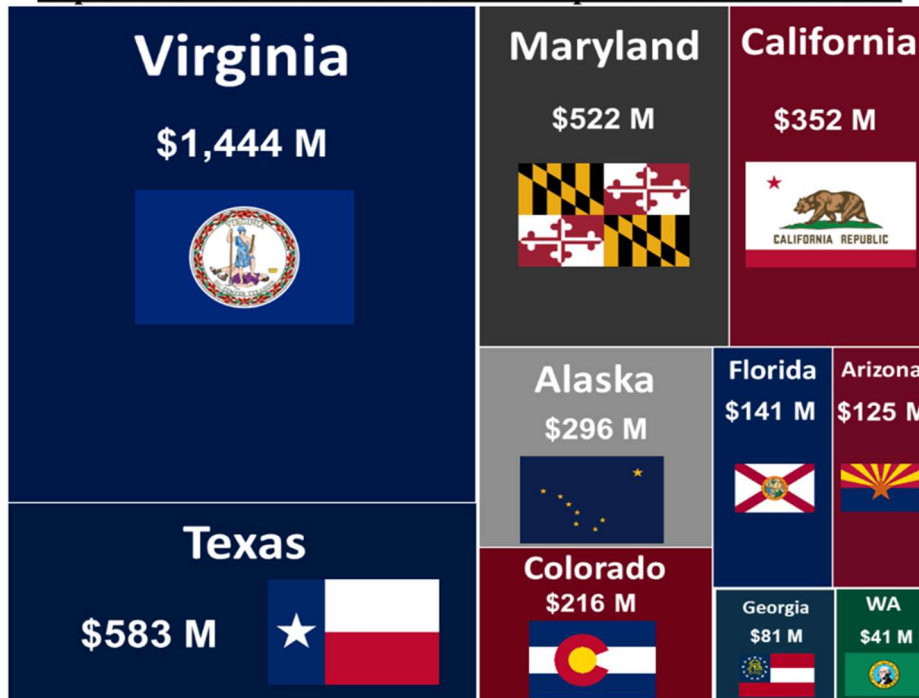 Virginia
$1,444 M
VIRGINIA
Maryland
$522 M
California
$352 M
CALIFORNIA REPUBLIC
Alaska
$296 M
Florida
$141 M
Arizona
$125 M
Texas
$583 M
Colorado
$216 M
Georgia
$81 M
WA
$41 M